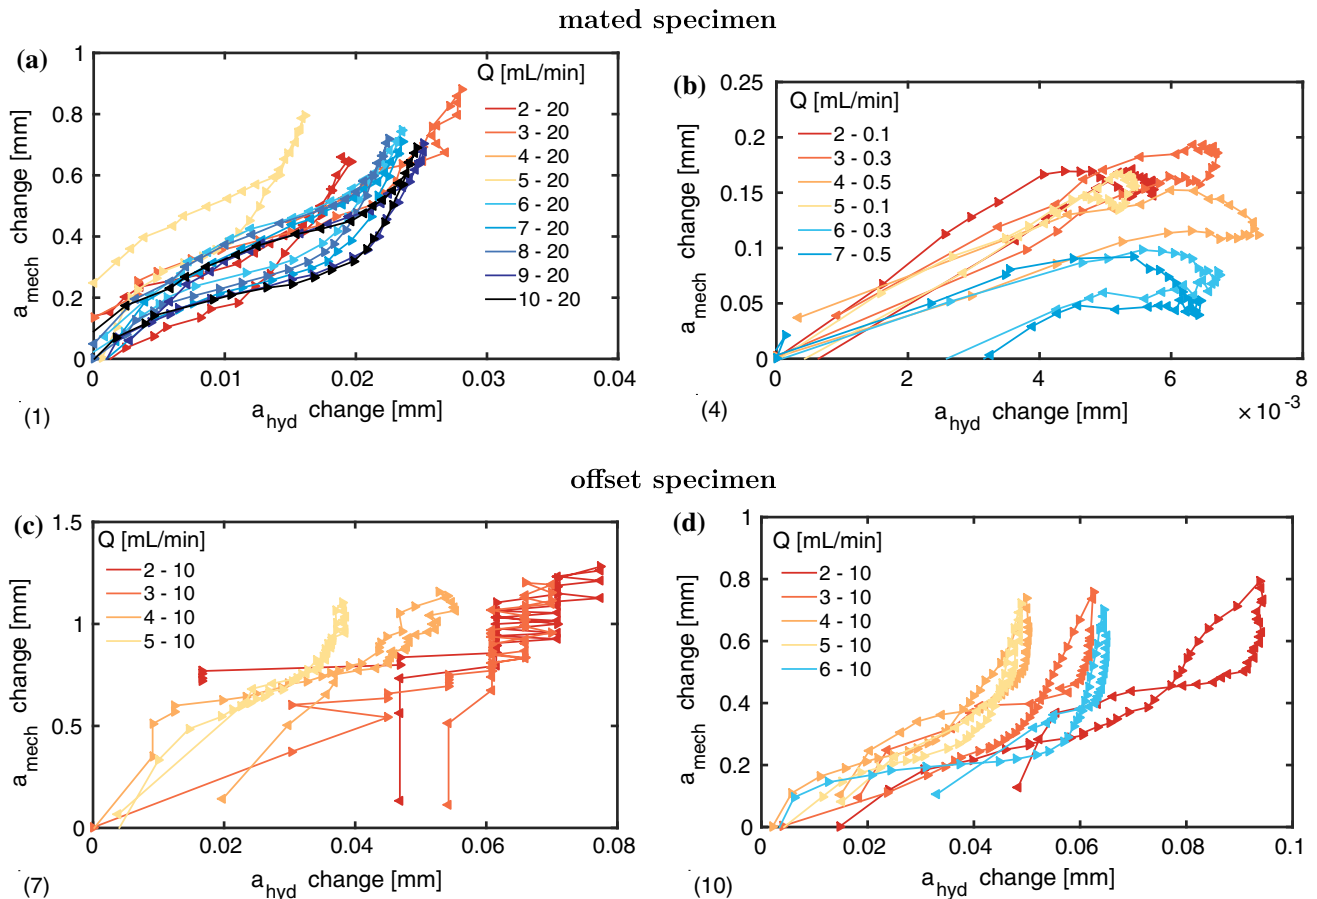 mated specimen
(a)
1
0.8
0.6
0.4
0.2
0
a_mech change [mm]
Q [mL/min]
2 - 20
3 - 20
4 - 20
5 - 20
6 - 20
7 - 20
8 - 20
9 - 20
10 - 20
0 0.01 0.02 0.03 0.04
a_hyd change [mm]
(1)
(b)
0.25
0.20
0.15
0.1
0.05
0
a_mech change [mm]
Q [mL/min]
2 - 0.1
3 - 0.3
4 - 0.5
5 - 0.1
6 - 0.3
7 - 0.5
0 2 4 6 8
a_hyd change [mm]
× 10⁻³
(4)
offset specimen
(c)
1.5
1
0.5
0
a_mech change [mm]
Q [mL/min]
2 - 10
3 - 10
4 - 10
5 - 10
0 0.02 0.04 0.06 0.08
a_hyd change [mm]
(7)
(d)
1
0.8
0.6
0.4
0.2
0
a_mech change [mm]
Q [mL/min]
2 - 10
3 - 10
4 - 10
5 - 10
6 - 10
0 0.02 0.04 0.06 0.08 0.1
a_hyd change [mm]
(10)